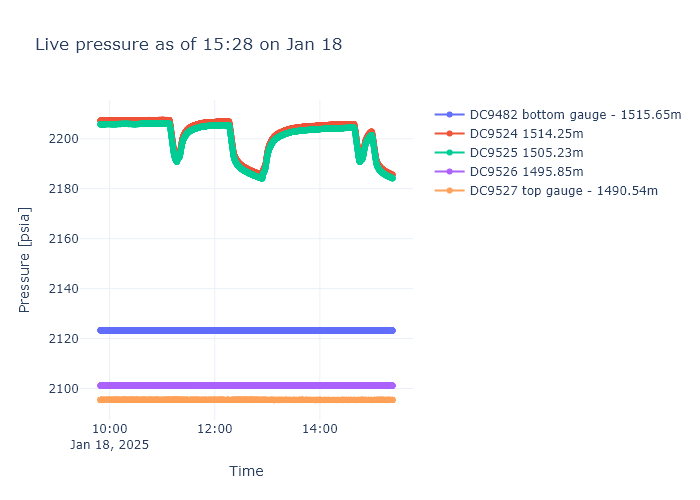 Live pressure as of 15:28 on Jan 18
DC9482 bottom gauge - 1515.65m
DC9524 1514.25m
DC9525 1505.23m
DC9526 1495.85m
DC9527 top gauge - 1490.54m
Pressure [psia]
2200
2180
2160
2140
2120
2100
10:00
12:00
14:00
Jan 18, 2025
Time